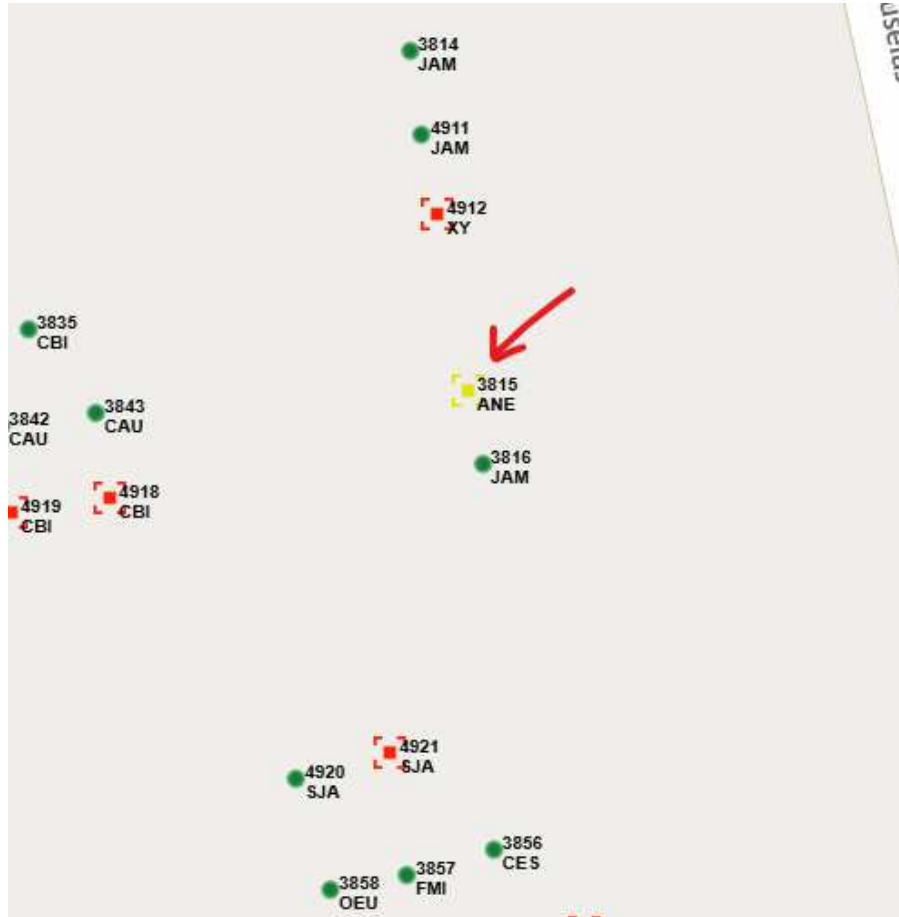 3814
JAM
4911
JAM
4912
XY
3835
CBI
3815
ANE
3843
CAU
3842
CAU
3816
JAM
4918
CBI
4919
CBI
4921
SJA
4920
SJA
3856
CES
3857
FMI
3858
OEU